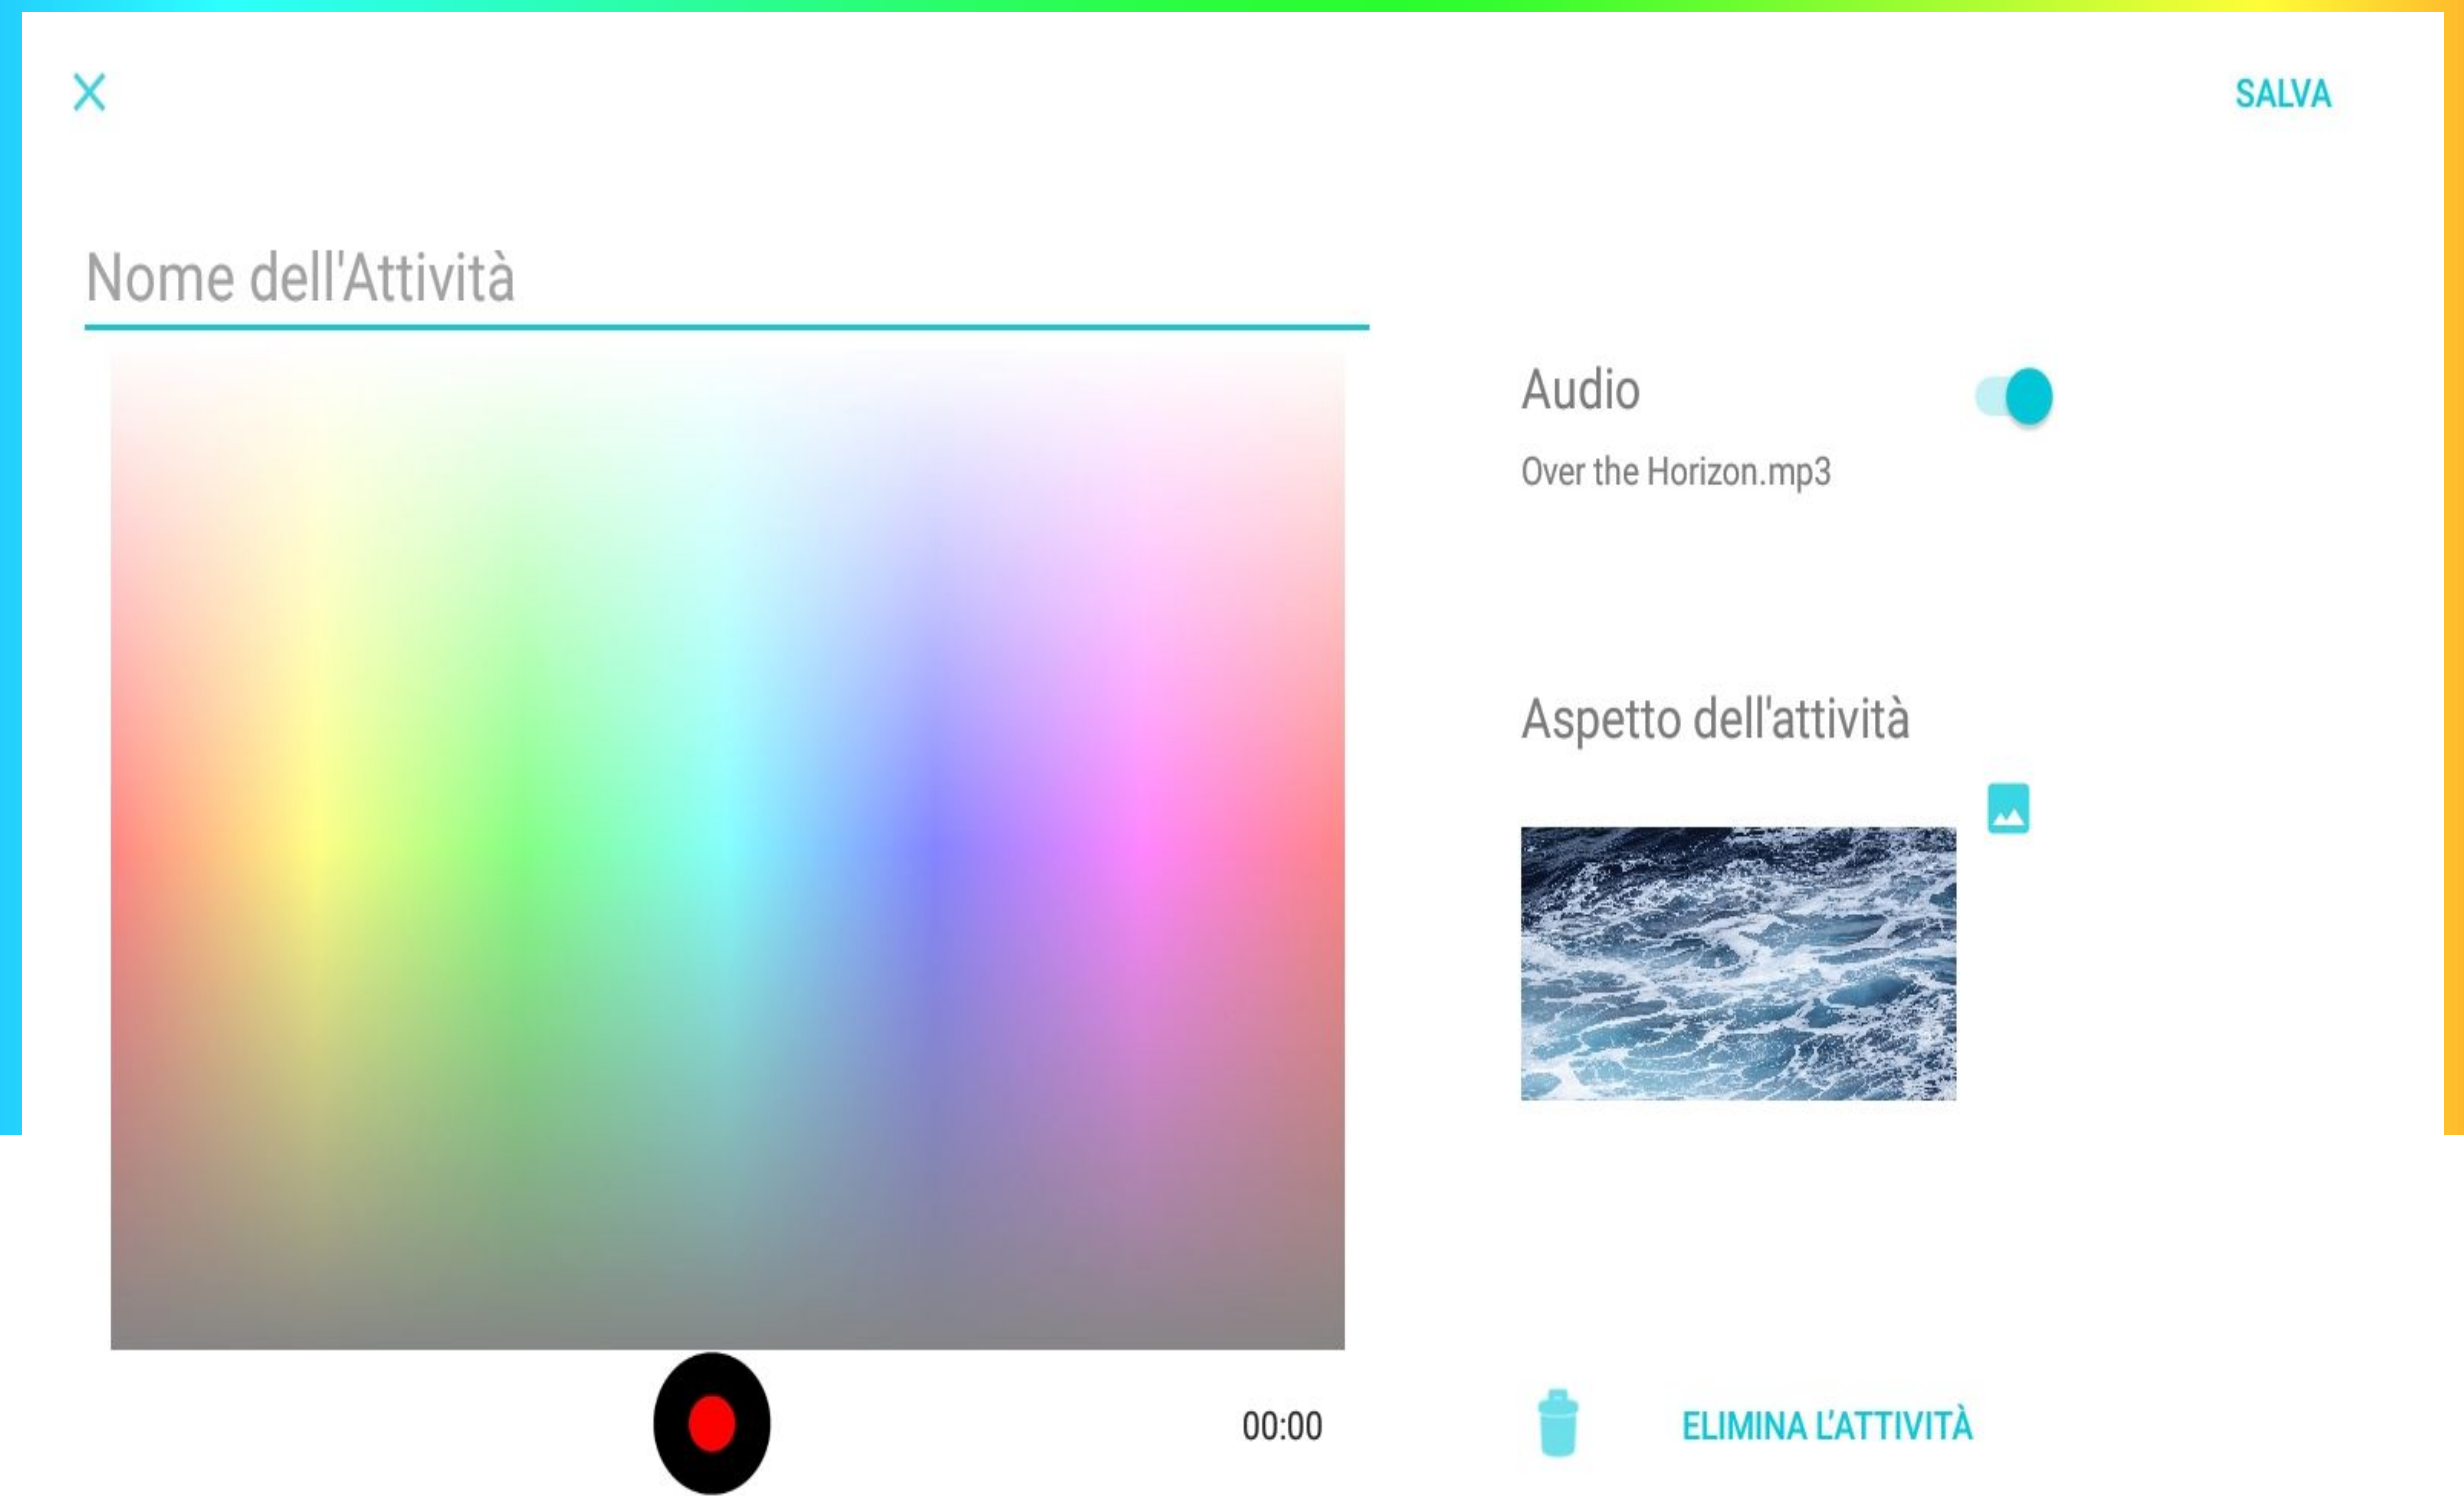 SALVA
Nome dell'Attività
Audio
Over the Horizon.mp3
Aspetto dell'attività
00:00
ELIMINA L'ATTIVITÀ